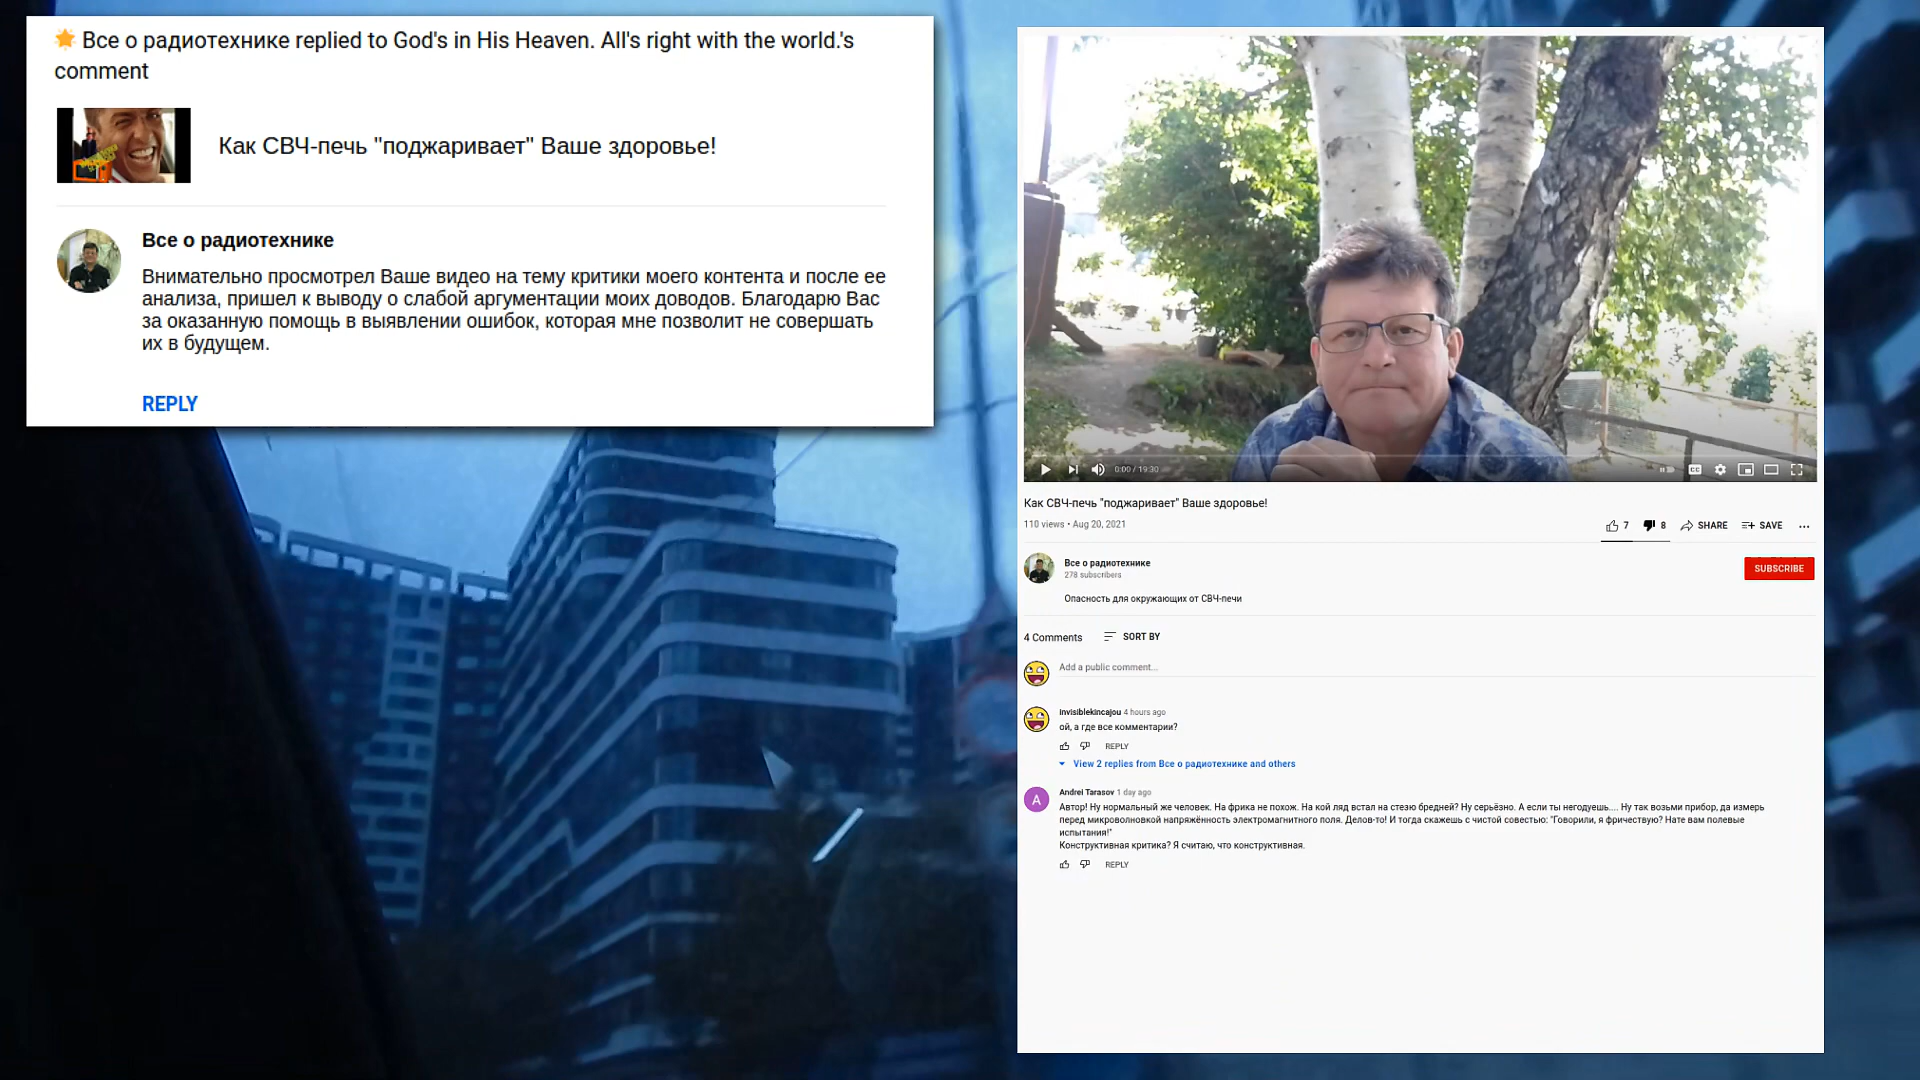 Все о радиотехнике replied to God's in His Heaven. All's right with the world.'s
comment
Как СВЧ-печь "поджаривает" Ваше здоровье!
Все о радиотехнике
Внимательно просмотрел Ваше видео на тему критики моего контента и после ее
анализа, пришел к выводу о слабой аргументации моих доводов. Благодарю Вас
за оказанную помощь в выявлении ошибок, которая мне позволит не совершать
их в будущем.
REPLY
0:00 / 19:30
CC
Как СВЧ-печь "поджаривает" Ваше здоровье!
110 views • Aug 20, 2021
7
8
SHARE
SAVE
Все о радиотехнике
278 subscribers
SUBSCRIBE
Опасность для окружающих от СВЧ-печи
4 Comments
SORT BY
Add a public comment...
invisiblekincajou 4 hours ago
ой, а где все комментарии?
REPLY
View 2 replies from Все о радиотехнике and others
A
Andrei Tarasov 1 day ago
Автор! Ну нормальный же человек. На фрика не похож. На кой ляд встал на стезю бредней? Ну серьёзно. А если ты негодуешь.... Ну так возьми прибор, да измерь
перед микроволновкой напряжённость электромагнитного поля. Делов-то! И тогда скажешь с чистой совестью: "Говорили, я фричествую? Нате вам полевые
испытания!"
Конструктивная критика? Я считаю, что конструктивная.
REPLY